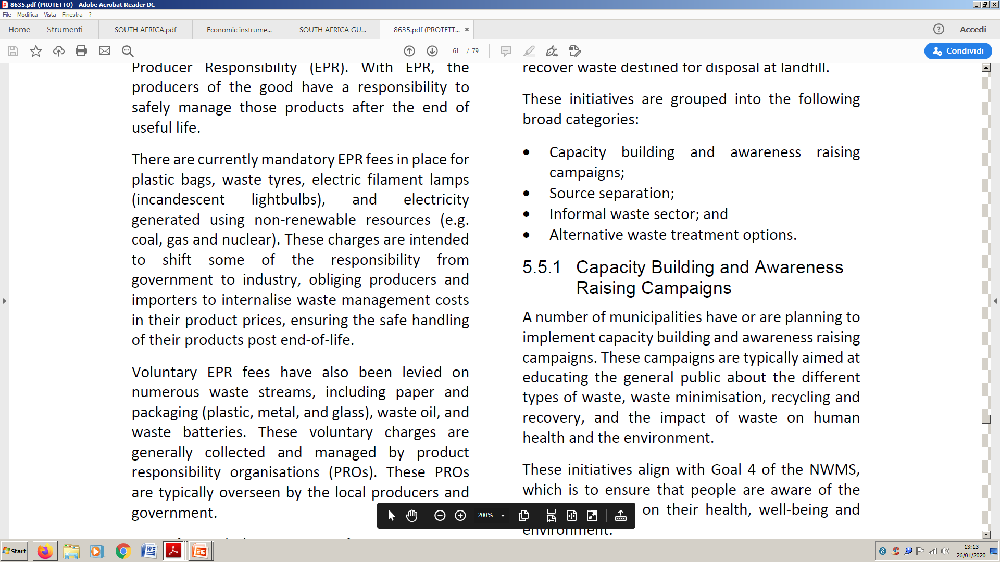 8635.pdf (PROTETTO) - Adobe Acrobat Reader DC
File Modifica Vista Finestra ?
Home Strumenti SOUTH AFRICA.pdf Economic instrume... SOUTH AFRICA GU... 8635.pdf (PROTETT... × Accedi
61 / 79 Condividi
Producer Responsibility (EPR). With EPR, the
producers of the good have a responsibility to
safely manage those products after the end of
useful life.
There are currently mandatory EPR fees in place for
plastic bags, waste tyres, electric filament lamps
(incandescent lightbulbs), and electricity
generated using non-renewable resources (e.g.
coal, gas and nuclear). These charges are intended
to shift some of the responsibility from
government to industry, obliging producers and
importers to internalise waste management costs
in their product prices, ensuring the safe handling
of their products post end-of-life.
Voluntary EPR fees have also been levied on
numerous waste streams, including paper and
packaging (plastic, metal, and glass), waste oil, and
waste batteries. These voluntary charges are
generally collected and managed by product
responsibility organisations (PROs). These PROs
are typically overseen by the local producers and
government.
recover waste destined for disposal at landfill.
These initiatives are grouped into the following
broad categories:
• Capacity building and awareness raising
campaigns;
• Source separation;
• Informal waste sector; and
• Alternative waste treatment options.
5.5.1 Capacity Building and Awareness
Raising Campaigns
A number of municipalities have or are planning to
implement capacity building and awareness raising
campaigns. These campaigns are typically aimed at
educating the general public about the different
types of waste, waste minimisation, recycling and
recovery, and the impact of waste on human
health and the environment.
These initiatives align with Goal 4 of the NWMS,
which is to ensure that people are aware of the
on their health, well-being and
environment.
200%
Start
13:13
26/01/2020